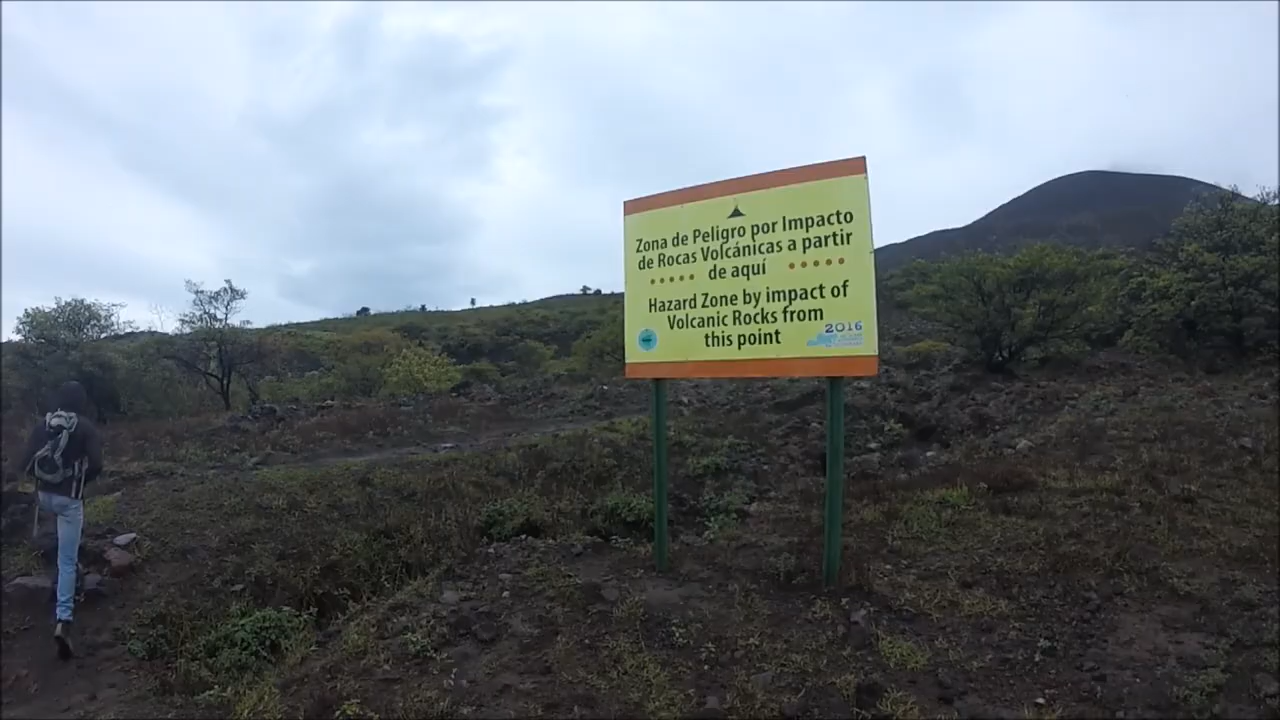 Zona de Peligro por Impacto
de Rocas Volcánicas a partir
de aquí
Hazard Zone by impact of
Volcanic Rocks from
this point
2016